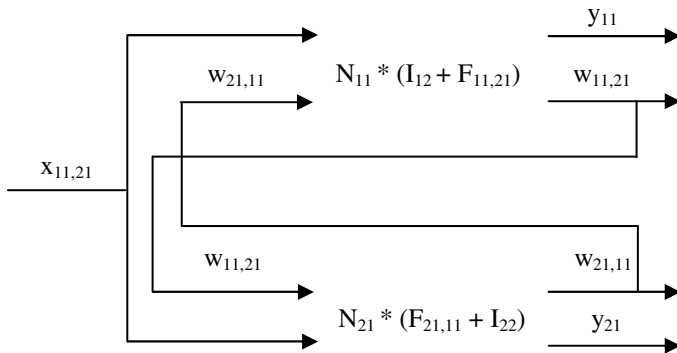 y₁₁
w₂₁,₁₁ N₁₁ * (I₁₂ + F₁₁,₂₁) w₁₁,₂₁
x₁₁,₂₁
w₁₁,₂₁ w₂₁,₁₁
N₂₁ * (F₂₁,₁₁ + I₂₂) y₂₁